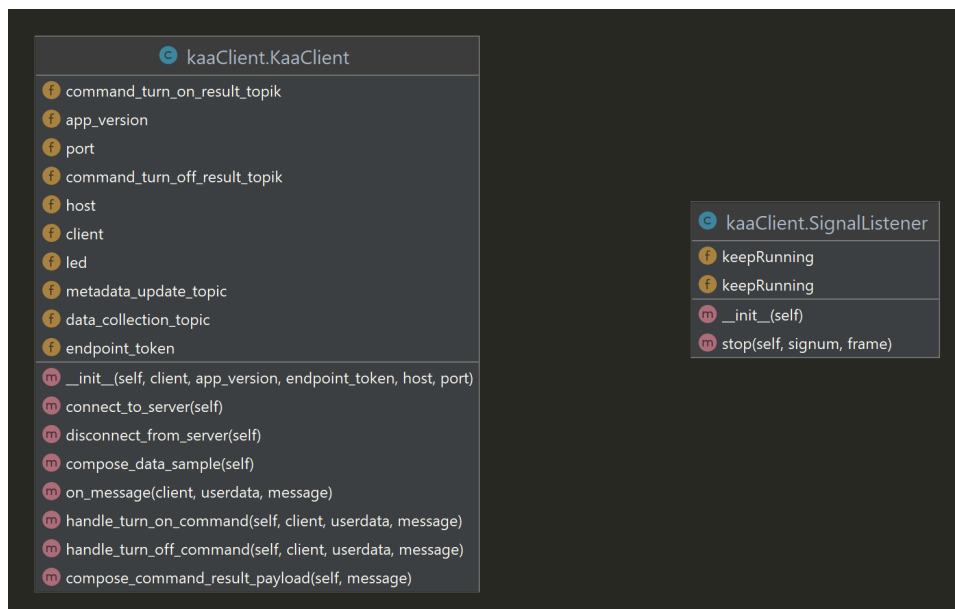 kaaClient.KaaClient
command_turn_on_result_topik
app_version
port
command_turn_off_result_topik
host
client
led
metadata_update_topic
data_collection_topic
endpoint_token
__init__(self, client, app_version, endpoint_token, host, port)
connect_to_server(self)
disconnect_from_server(self)
compose_data_sample(self)
on_message(client, userdata, message)
handle_turn_on_command(self, client, userdata, message)
handle_turn_off_command(self, client, userdata, message)
compose_command_result_payload(self, message)
kaaClient.SignalListener
keepRunning
keepRunning
__init__(self)
stop(self, signum, frame)